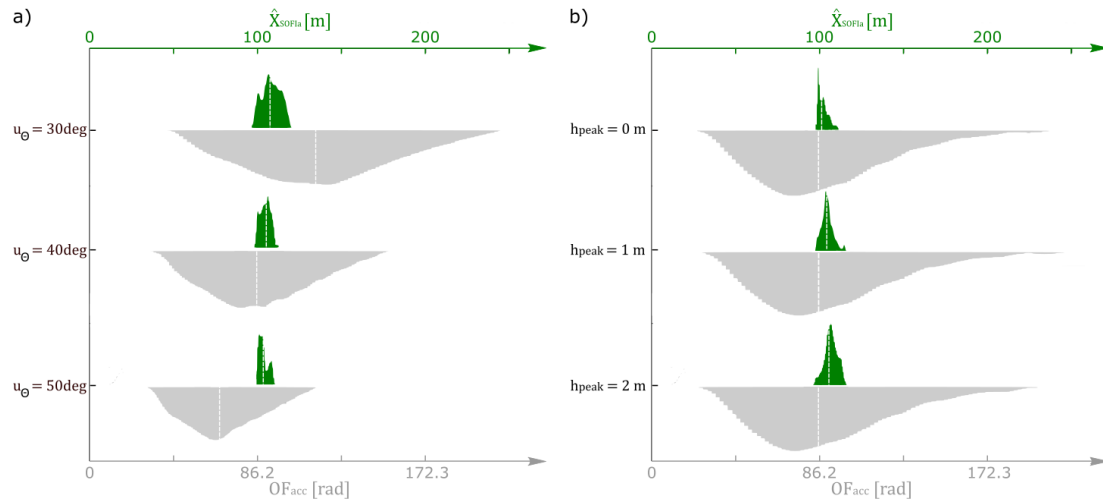 a)
X̂SOFIa [m]
0 100 200
uΘ = 30deg
uΘ = 40deg
uΘ = 50deg
0 86.2 172.3
OFacc [rad]
b)
X̂SOFIa [m]
0 100 200
hpeak = 0 m
hpeak = 1 m
hpeak = 2 m
0 86.2 172.3
OFacc [rad]